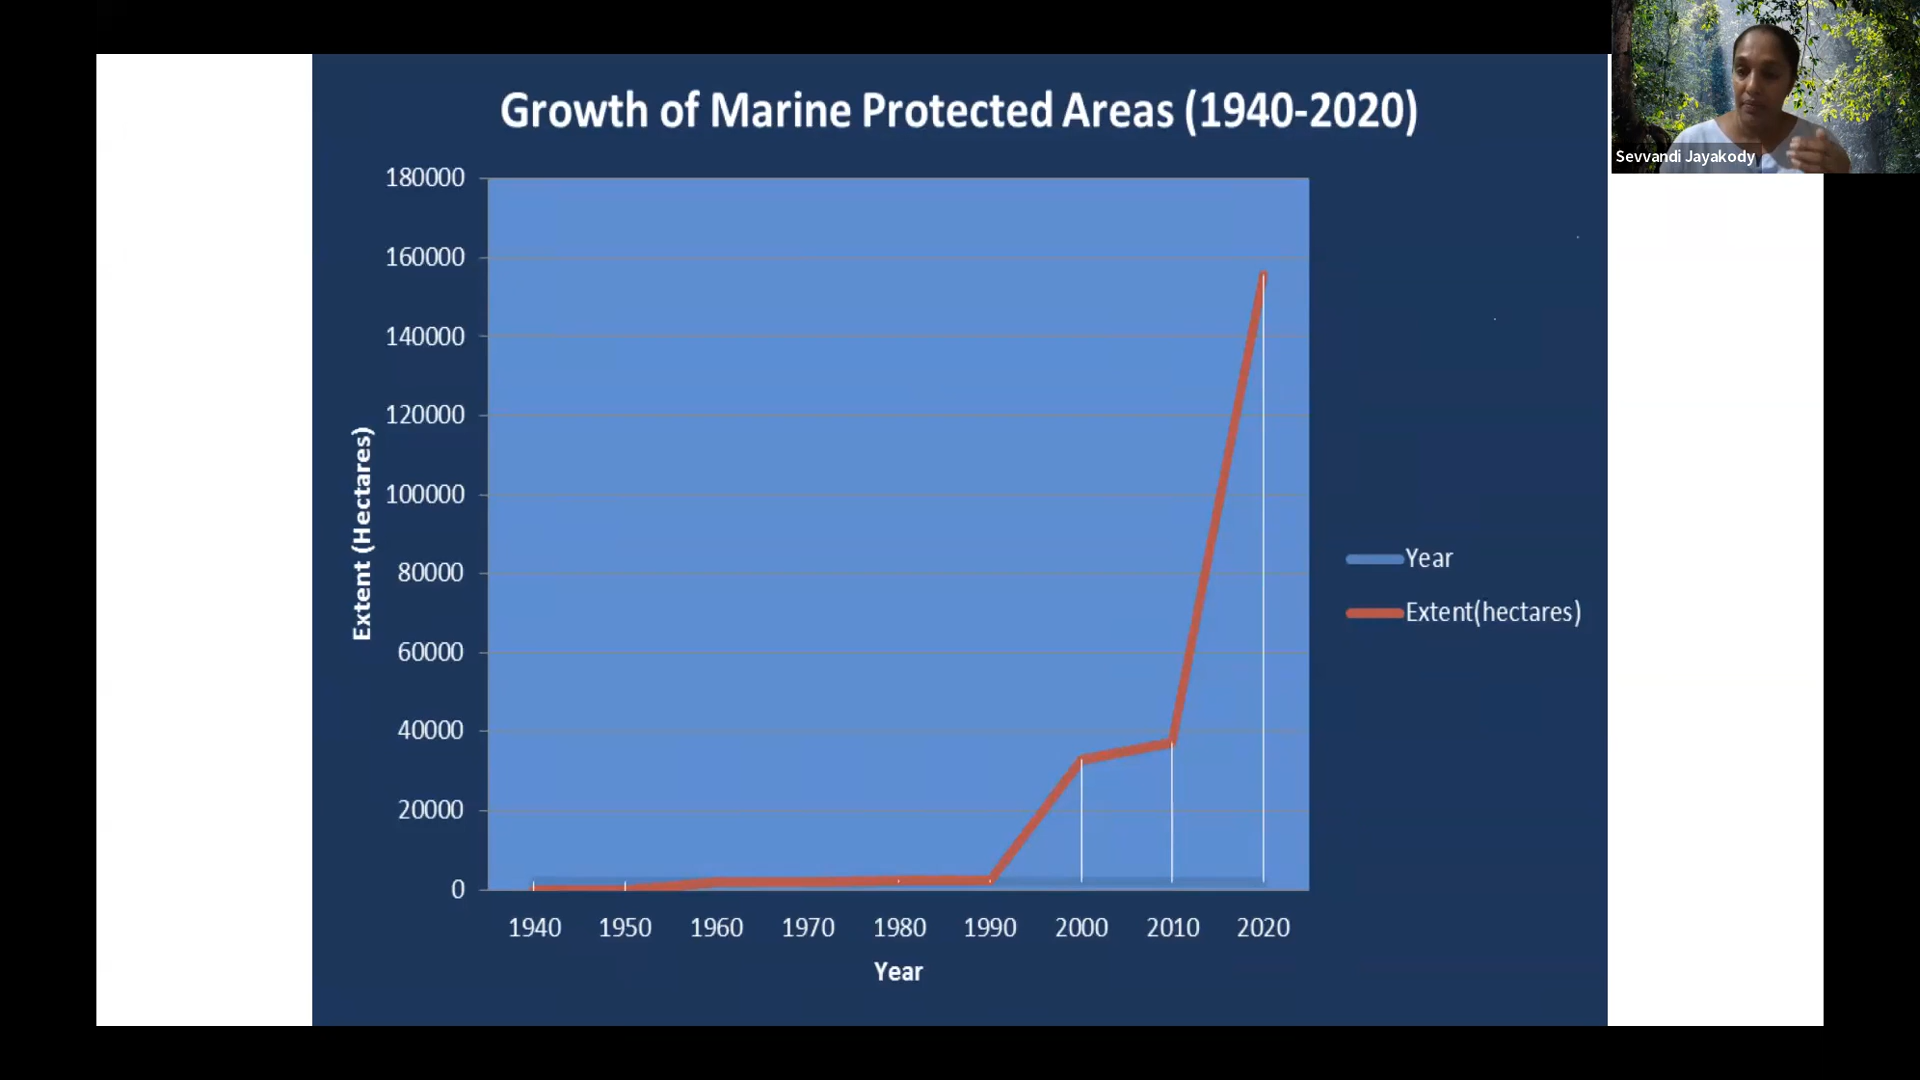 Growth of Marine Protected Areas (1940-2020)
Sevvandi Jayakody
180000
160000
140000
120000
100000
80000
60000
40000
20000
0
Extent (Hectares)
Year
Extent(hectares)
1940 1950 1960 1970 1980 1990 2000 2010 2020
Year